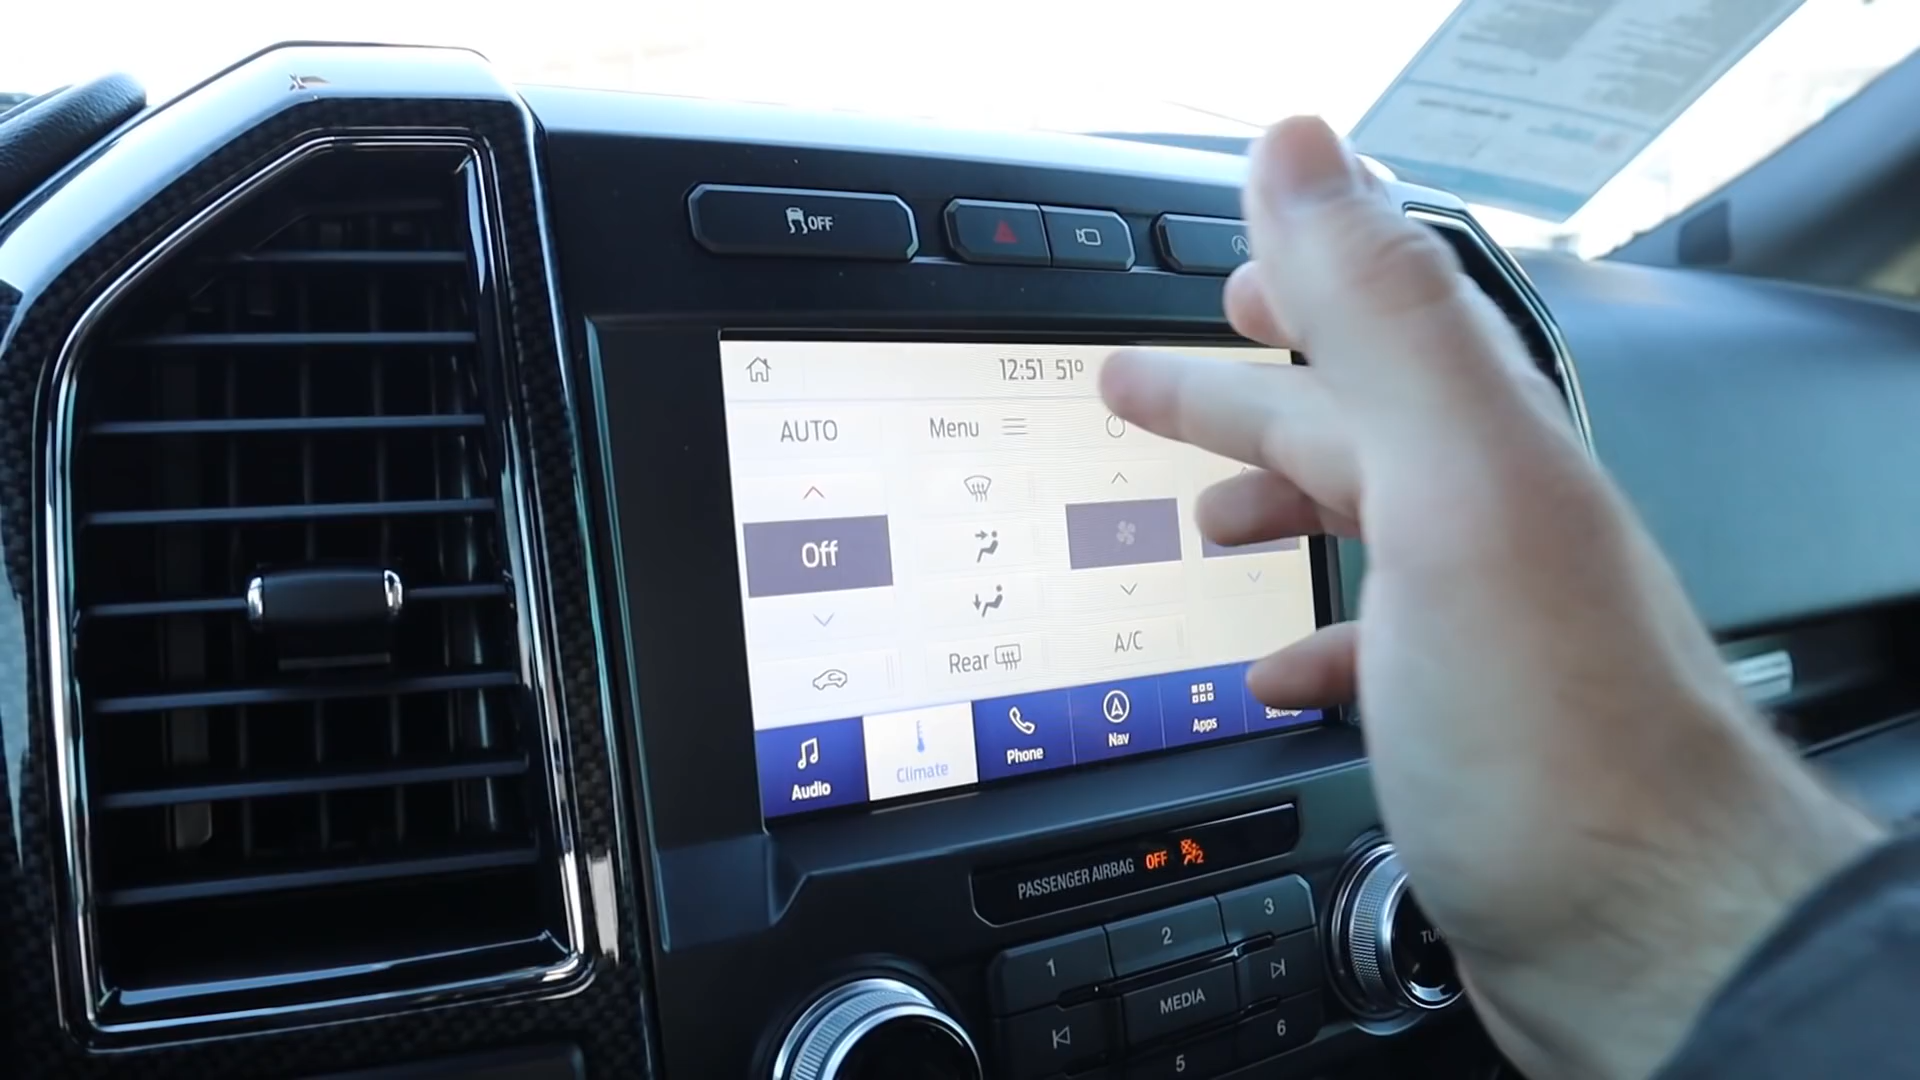 OFF
12:51 51º
AUTO
Menu
Off
Rear
A/C
Audio
Climate
Phone
Nav
Apps
PASSENGER AIRBAG OFF 2
1
2
3
MEDIA
5
6